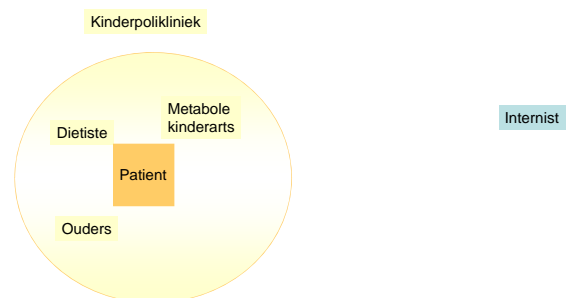 Kinderpolikliniek
Metabole
kinderarts
Internist
Dietiste
Patient
Ouders